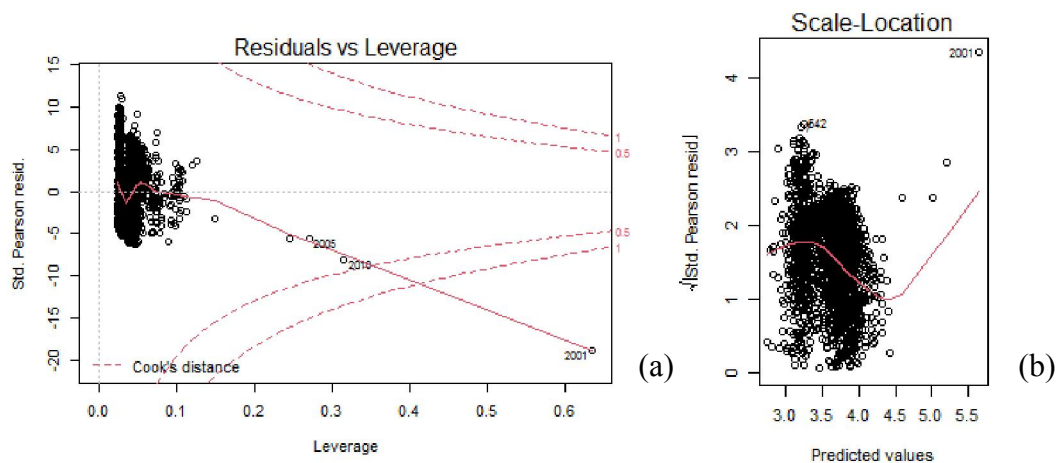 Residuals vs Leverage
Std. Pearson resid.
15
10
5
0
-5
-10
-15
-20
1
0.5
0.5
1
2005
2010
2001
Cook's distance
0.0 0.1 0.2 0.3 0.4 0.5 0.6
Leverage
(a)
Scale-Location
√|Std. Pearson resid.|
4
3
2
1
0
2001
642
3.0 3.5 4.0 4.5 5.0 5.5
Predicted values
(b)